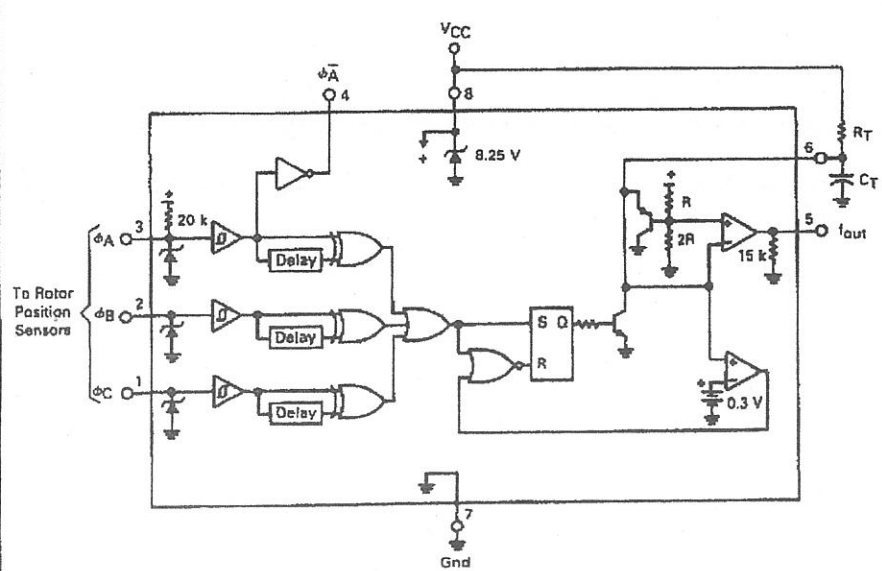 VCC
ϕA̅
4
8
+
8.25 V
RT
6
CT
+
20 k
3
ϕA
Delay
+
R
2R
+
−
15 k
5
fout
To Rotor
Position
Sensors
2
ϕB
Delay
S Q
R
1
ϕC
Delay
+
−
+
0.3 V
7
Gnd